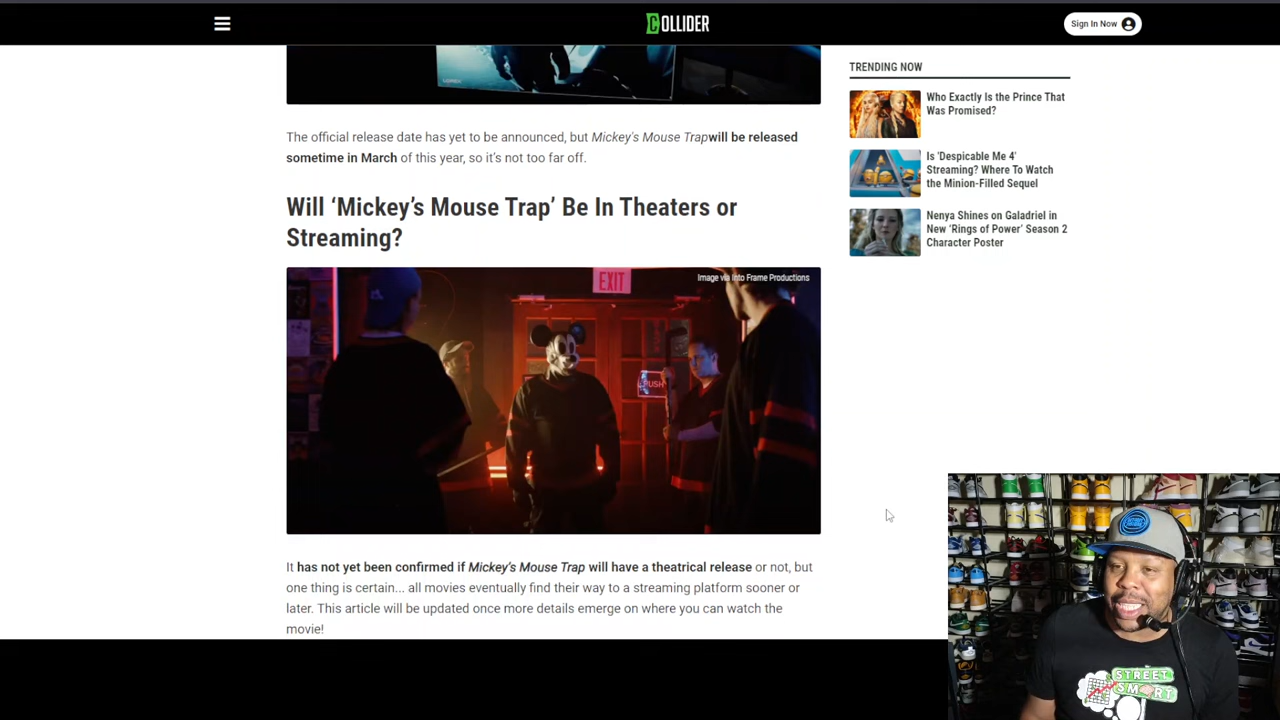 COLLIDER
Sign In Now
TRENDING NOW
Who Exactly Is the Prince That
Was Promised?
Is 'Despicable Me 4'
Streaming? Where To Watch
the Minion-Filled Sequel
Nenya Shines on Galadriel in
New ‘Rings of Power’ Season 2
Character Poster
The official release date has yet to be announced, but Mickey's Mouse Trapwill be released
sometime in March of this year, so it’s not too far off.
Will ‘Mickey’s Mouse Trap’ Be In Theaters or
Streaming?
Image via Into Frame Productions
EXIT
PUSH
It has not yet been confirmed if Mickey’s Mouse Trap will have a theatrical release or not, but
one thing is certain... all movies eventually find their way to a streaming platform sooner or
later. This article will be updated once more details emerge on where you can watch the
movie!
STREET
SMART